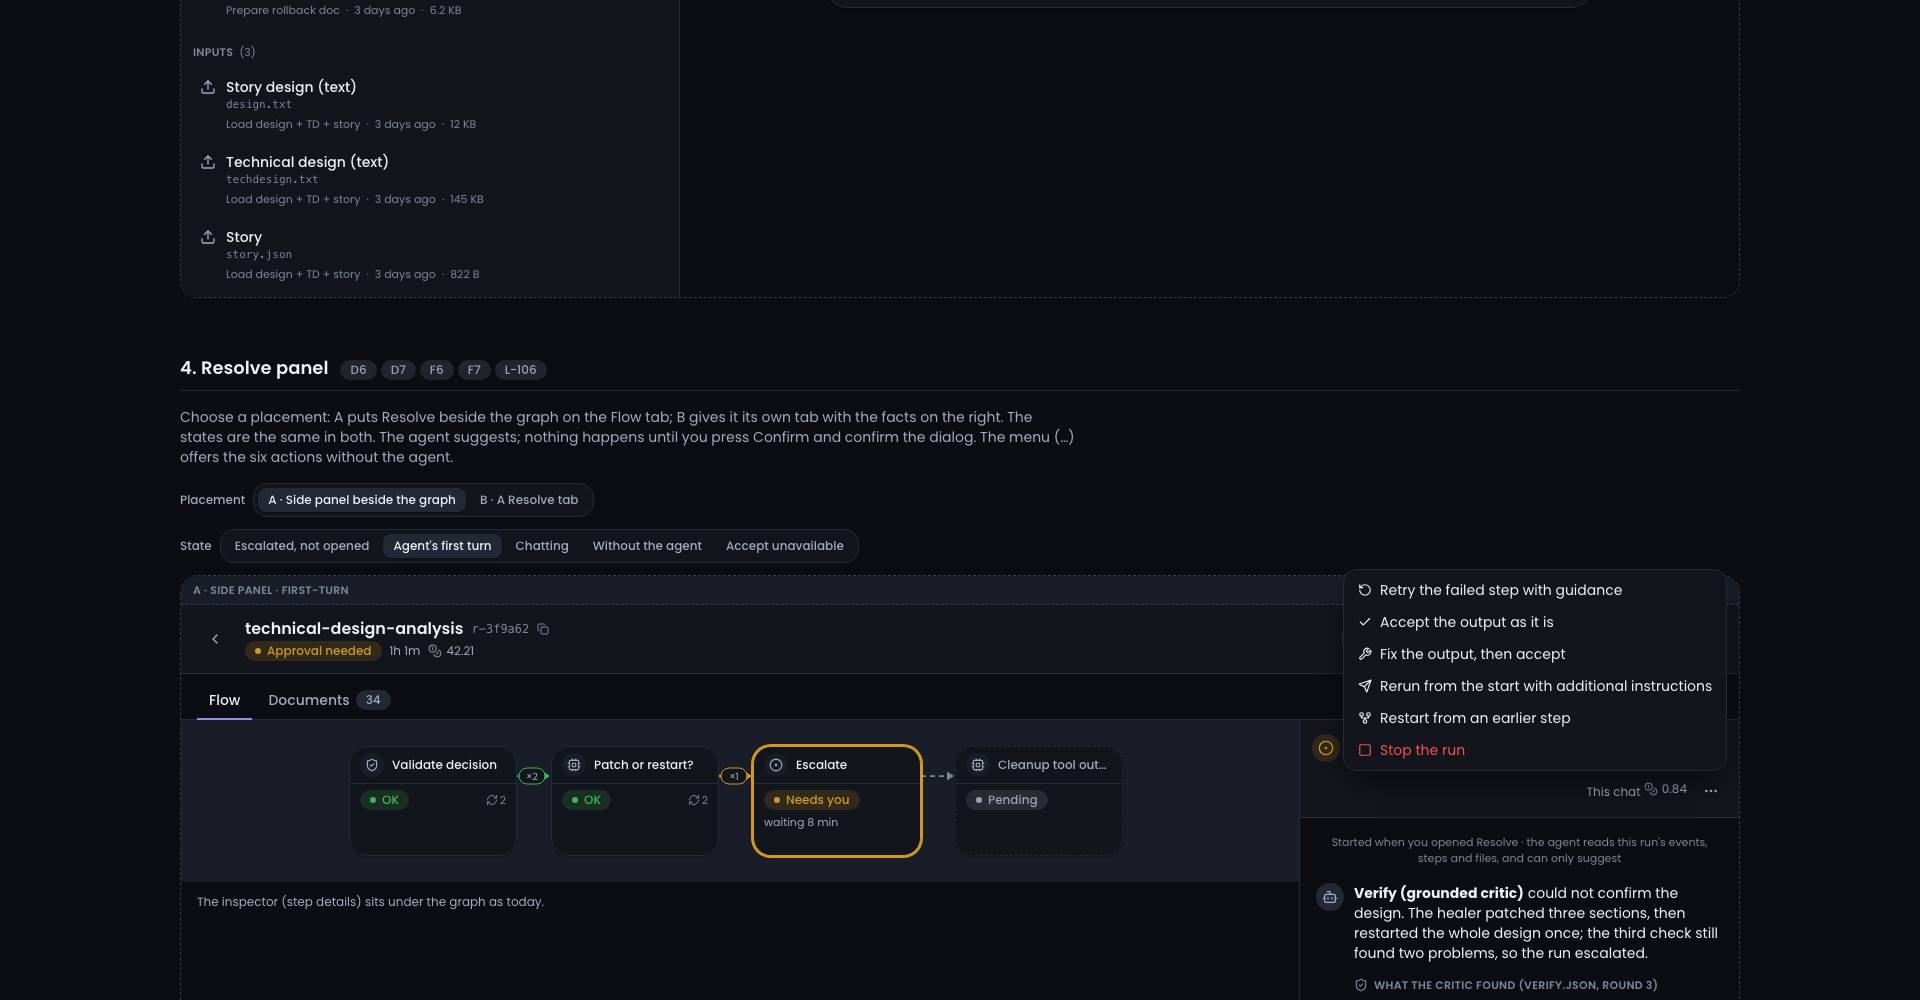 Prepare rollback doc · 3 days ago · 6.2 KB
INPUTS (3)
Story design (text)
design.txt
Load design + TD + story · 3 days ago · 12 KB
Technical design (text)
techdesign.txt
Load design + TD + story · 3 days ago · 145 KB
Story
story.json
Load design + TD + story · 3 days ago · 822 B
4. Resolve panel D6 D7 F6 F7 L-106
Choose a placement: A puts Resolve beside the graph on the Flow tab; B gives it its own tab with the facts on the right. The
states are the same in both. The agent suggests; nothing happens until you press Confirm and confirm the dialog. The menu (…)
offers the six actions without the agent.
Placement A · Side panel beside the graph B · A Resolve tab
State Escalated, not opened Agent's first turn Chatting Without the agent Accept unavailable
A · SIDE PANEL · FIRST-TURN
technical-design-analysis r-3f9a62
Approval needed 1h 1m 42.21
Flow Documents 34
Validate decision
OK 2
×2
Patch or restart?
OK 2
×1
Escalate
Needs you
waiting 8 min
Cleanup tool out…
Pending
The inspector (step details) sits under the graph as today.
Retry the failed step with guidance
Accept the output as it is
Fix the output, then accept
Rerun from the start with additional instructions
Restart from an earlier step
Stop the run
This chat 0.84 …
Started when you opened Resolve · the agent reads this run's events,
steps and files, and can only suggest
Verify (grounded critic) could not confirm the
design. The healer patched three sections, then
restarted the whole design once; the third check still
found two problems, so the run escalated.
WHAT THE CRITIC FOUND (VERIFY.JSON, ROUND 3)